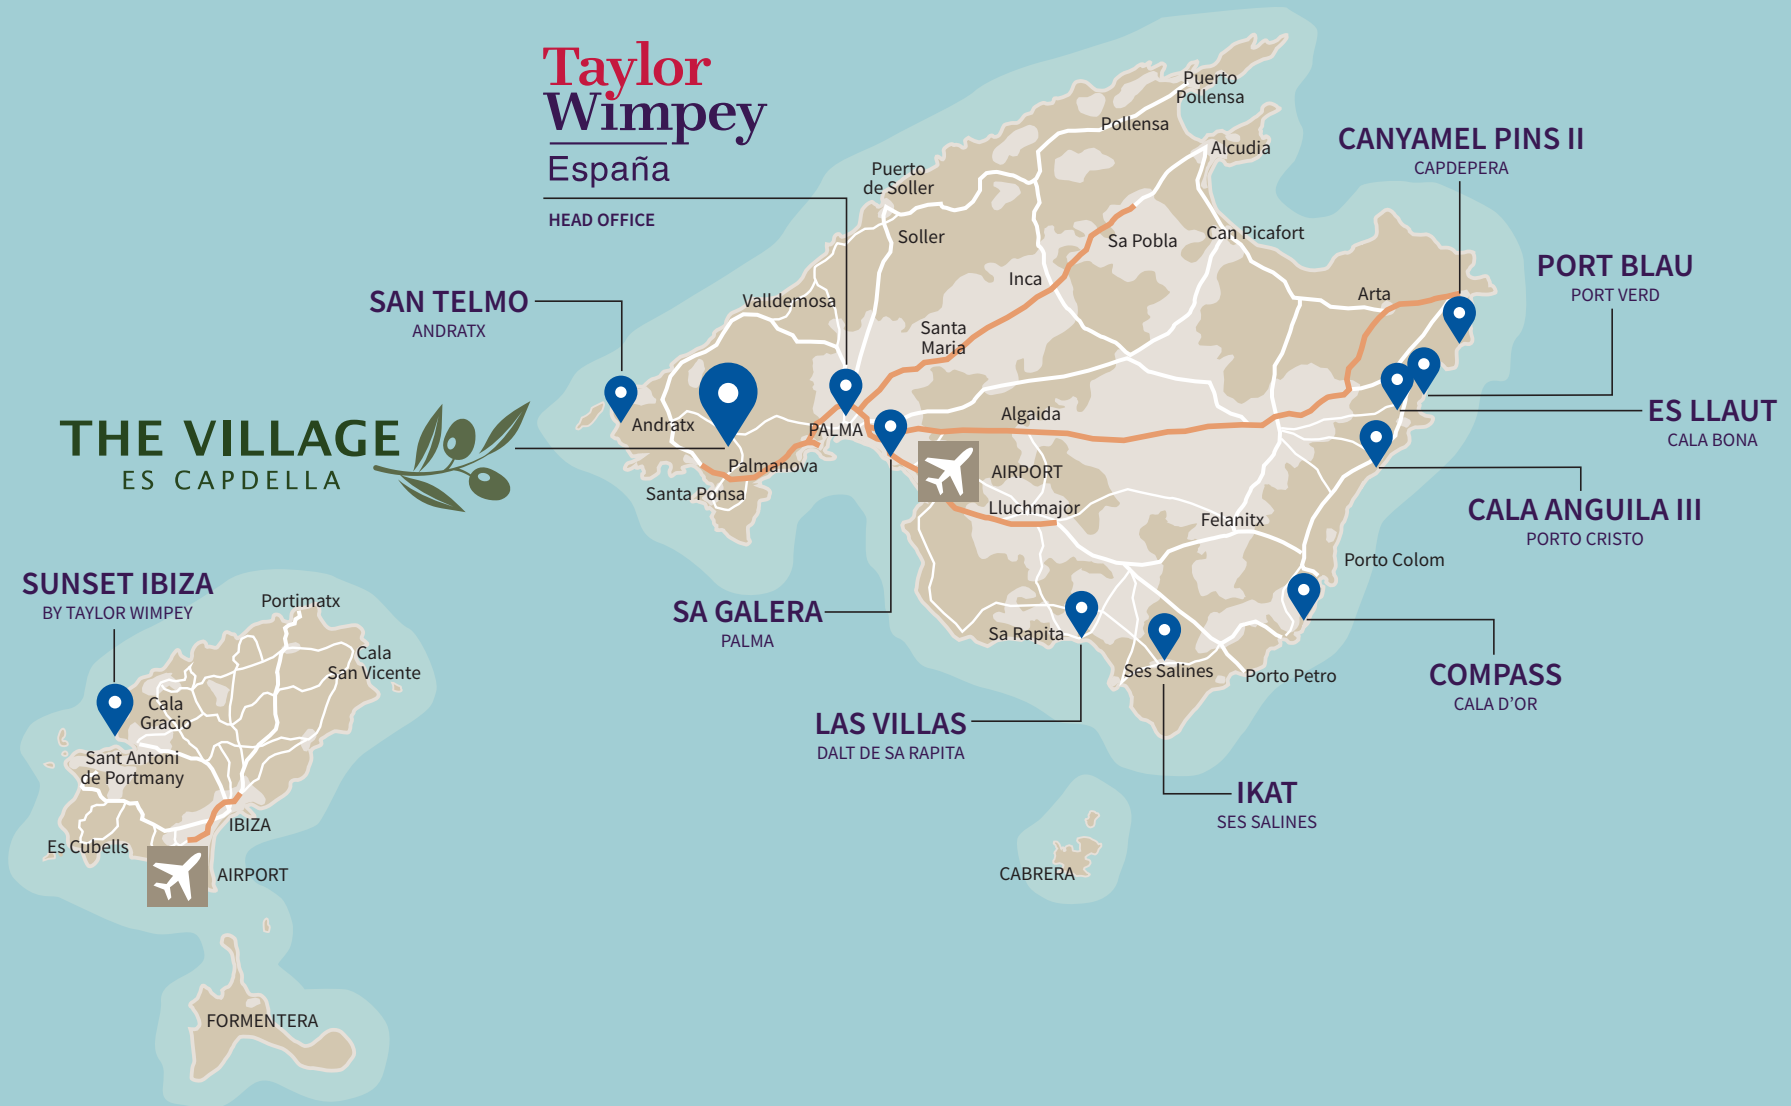 Taylor
Wimpey
España
HEAD OFFICE
Puerto
Pollensa
Pollensa
Alcudia
CANYAMEL PINS II
CAPDEPERA
Puerto
de Soller
Soller
Sa Pobla
Can Picafort
PORT BLAU
PORT VERD
Inca
Arta
SAN TELMO
ANDRATX
Valldemosa
Santa
Maria
THE VILLAGE
ES CAPDELLA
Andratx
PALMA
Algaida
ES LLAUT
CALA BONA
Palmanova
Santa Ponsa
AIRPORT
Lluchmajor
Felanitx
CALA ANGUILA III
PORTO CRISTO
Porto Colom
SUNSET IBIZA
BY TAYLOR WIMPEY
Portimatx
SA GALERA
PALMA
Sa Rapita
Ses Salines
Porto Petro
COMPASS
CALA D’OR
Cala
San Vicente
Cala
Gracio
LAS VILLAS
DALT DE SA RAPITA
Sant Antoni
de Portmany
IKAT
SES SALINES
IBIZA
Es Cubells
AIRPORT
CABRERA
FORMENTERA